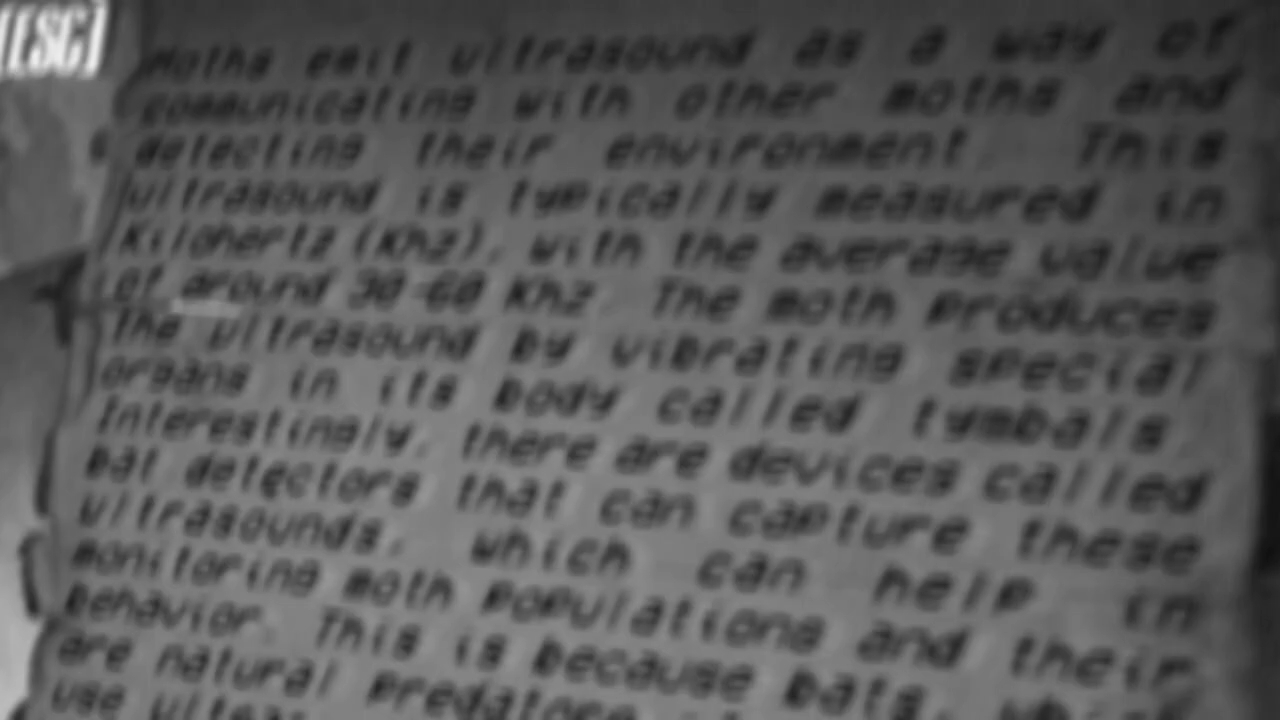 [ESC]
Moths emit ultrasound as a way of
communicating with other moths and
detecting their environment. This
ultrasound is typically measured in
Kilohertz (Khz), with the average value
of around 30-60 Khz. The moth produces
the ultrasound by vibrating special
organs in its body called tymbals.
Interestingly, there are devices called
bat detectors that can capture these
ultrasounds, which can help in
monitoring moth populations and their
behavior. This is because bats,
are natural predators
use